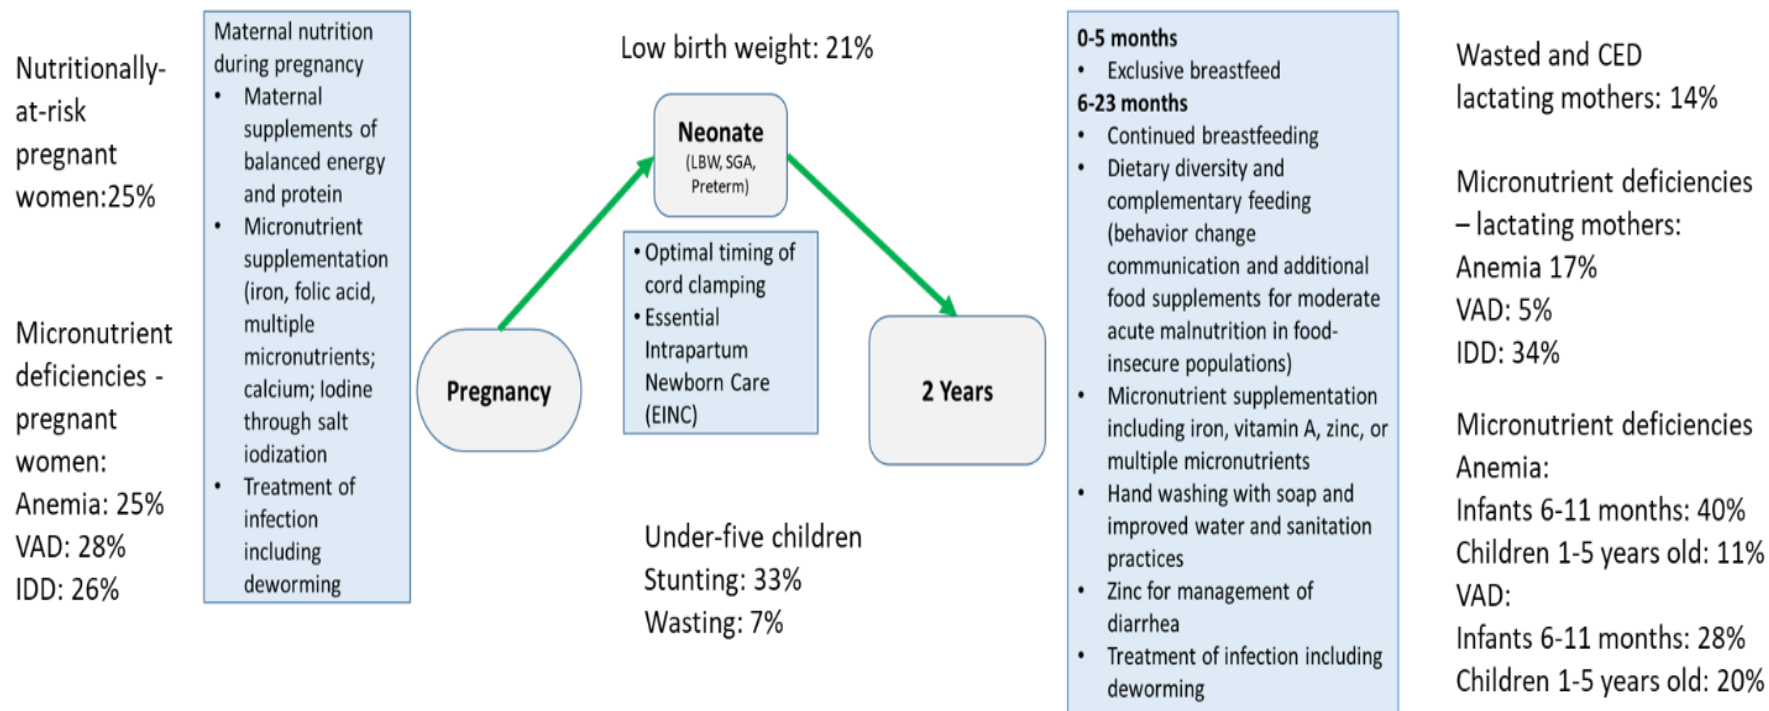 Nutritionally-
at-risk
pregnant
women:25%
Micronutrient
deficiencies -
pregnant
women:
Anemia: 25%
VAD: 28%
IDD: 26%
Maternal nutrition
during pregnancy
• Maternal
supplements of
balanced energy
and protein
• Micronutrient
supplementation
(iron, folic acid,
multiple
micronutrients;
calcium; Iodine
through salt
iodization
• Treatment of
infection
including
deworming
Pregnancy
Low birth weight: 21%
Neonate
(LBW, SGA,
Preterm)
• Optimal timing of
cord clamping
• Essential
Intrapartum
Newborn Care
(EINC)
Under-five children
Stunting: 33%
Wasting: 7%
2 Years
0-5 months
• Exclusive breastfeed
6-23 months
• Continued breastfeeding
• Dietary diversity and
complementary feeding
(behavior change
communication and additional
food supplements for moderate
acute malnutrition in food-
insecure populations)
• Micronutrient supplementation
including iron, vitamin A, zinc, or
multiple micronutrients
• Hand washing with soap and
improved water and sanitation
practices
• Zinc for management of
diarrhea
• Treatment of infection including
deworming
Wasted and CED
lactating mothers: 14%
Micronutrient deficiencies
– lactating mothers:
Anemia 17%
VAD: 5%
IDD: 34%
Micronutrient deficiencies
Anemia:
Infants 6-11 months: 40%
Children 1-5 years old: 11%
VAD:
Infants 6-11 months: 28%
Children 1-5 years old: 20%